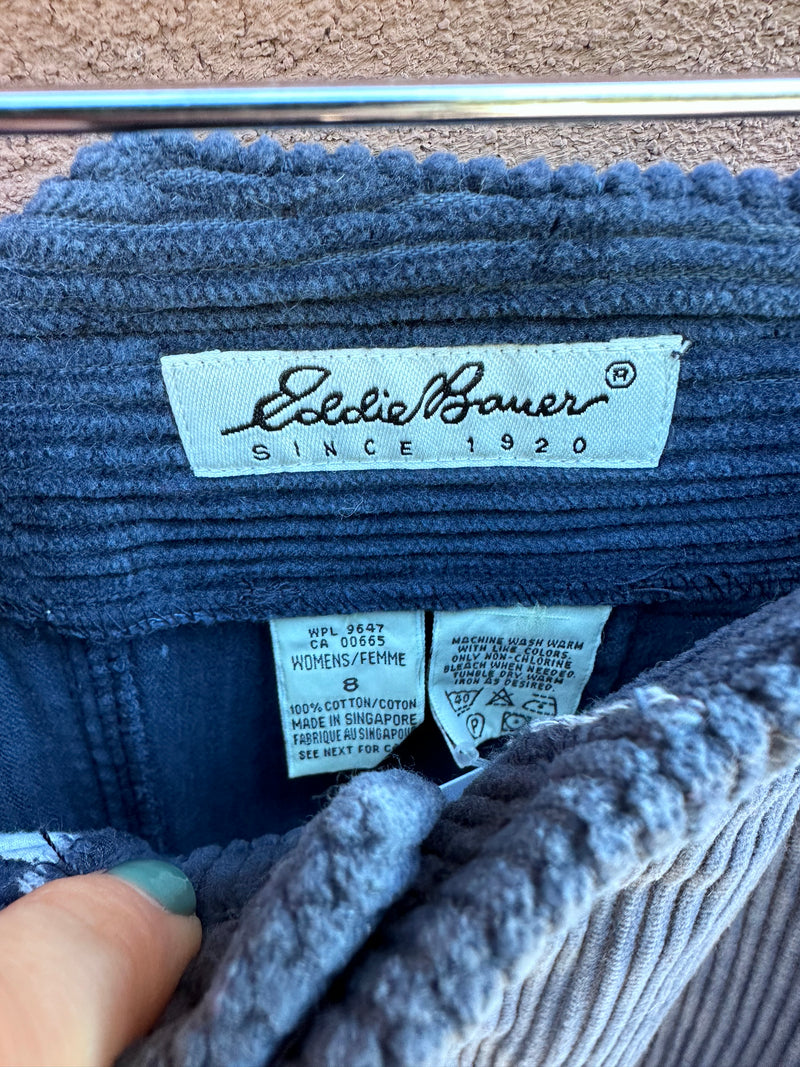 Eddie Bauer ®
SINCE 1920
WPL 9647
CA 00665
WOMENS/FEMME
8
100% COTTON/COTON
MADE IN SINGAPORE
FABRIQUE AU SINGAPOUR
SEE NEXT FOR
MACHINE WASH WARM
WITH LIKE COLORS.
ONLY NON-CHLORINE
BLEACH WHEN NEEDED.
TUMBLE DRY. WARM
IRON AS DESIRED.
40
P